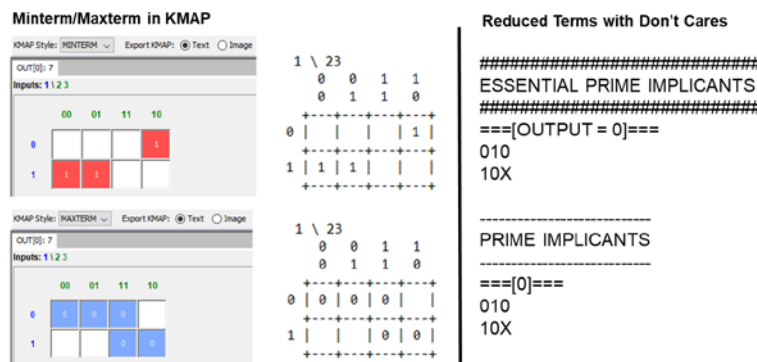 Minterm/Maxterm in KMAP
KMAP Style: MINTERM Export KMAP: Text Image
OUT[0]: 7
Inputs: 1 \ 2 3
00 01 11 10
0 1
1 1 1
1 \ 23
0 0 1 1
0 1 1 0
+---+---+---+---+
0 | | | | 1 |
+---+---+---+---+
1 | 1 | 1 | | |
+---+---+---+---+
KMAP Style: MAXTERM Export KMAP: Text Image
OUT[0]: 7
Inputs: 1 \ 2 3
00 01 11 10
0 0 0 0
1 0 0
1 \ 23
0 0 1 1
0 1 1 0
+---+---+---+---+
0 | 0 | 0 | 0 | |
+---+---+---+---+
1 | | | 0 | 0 |
+---+---+---+---+
Reduced Terms with Don't Cares
##################################
ESSENTIAL PRIME IMPLICANTS
##################################
===[OUTPUT = 0]===
010
10X
----------------------------
PRIME IMPLICANTS
----------------------------
===[0]===
010
10X